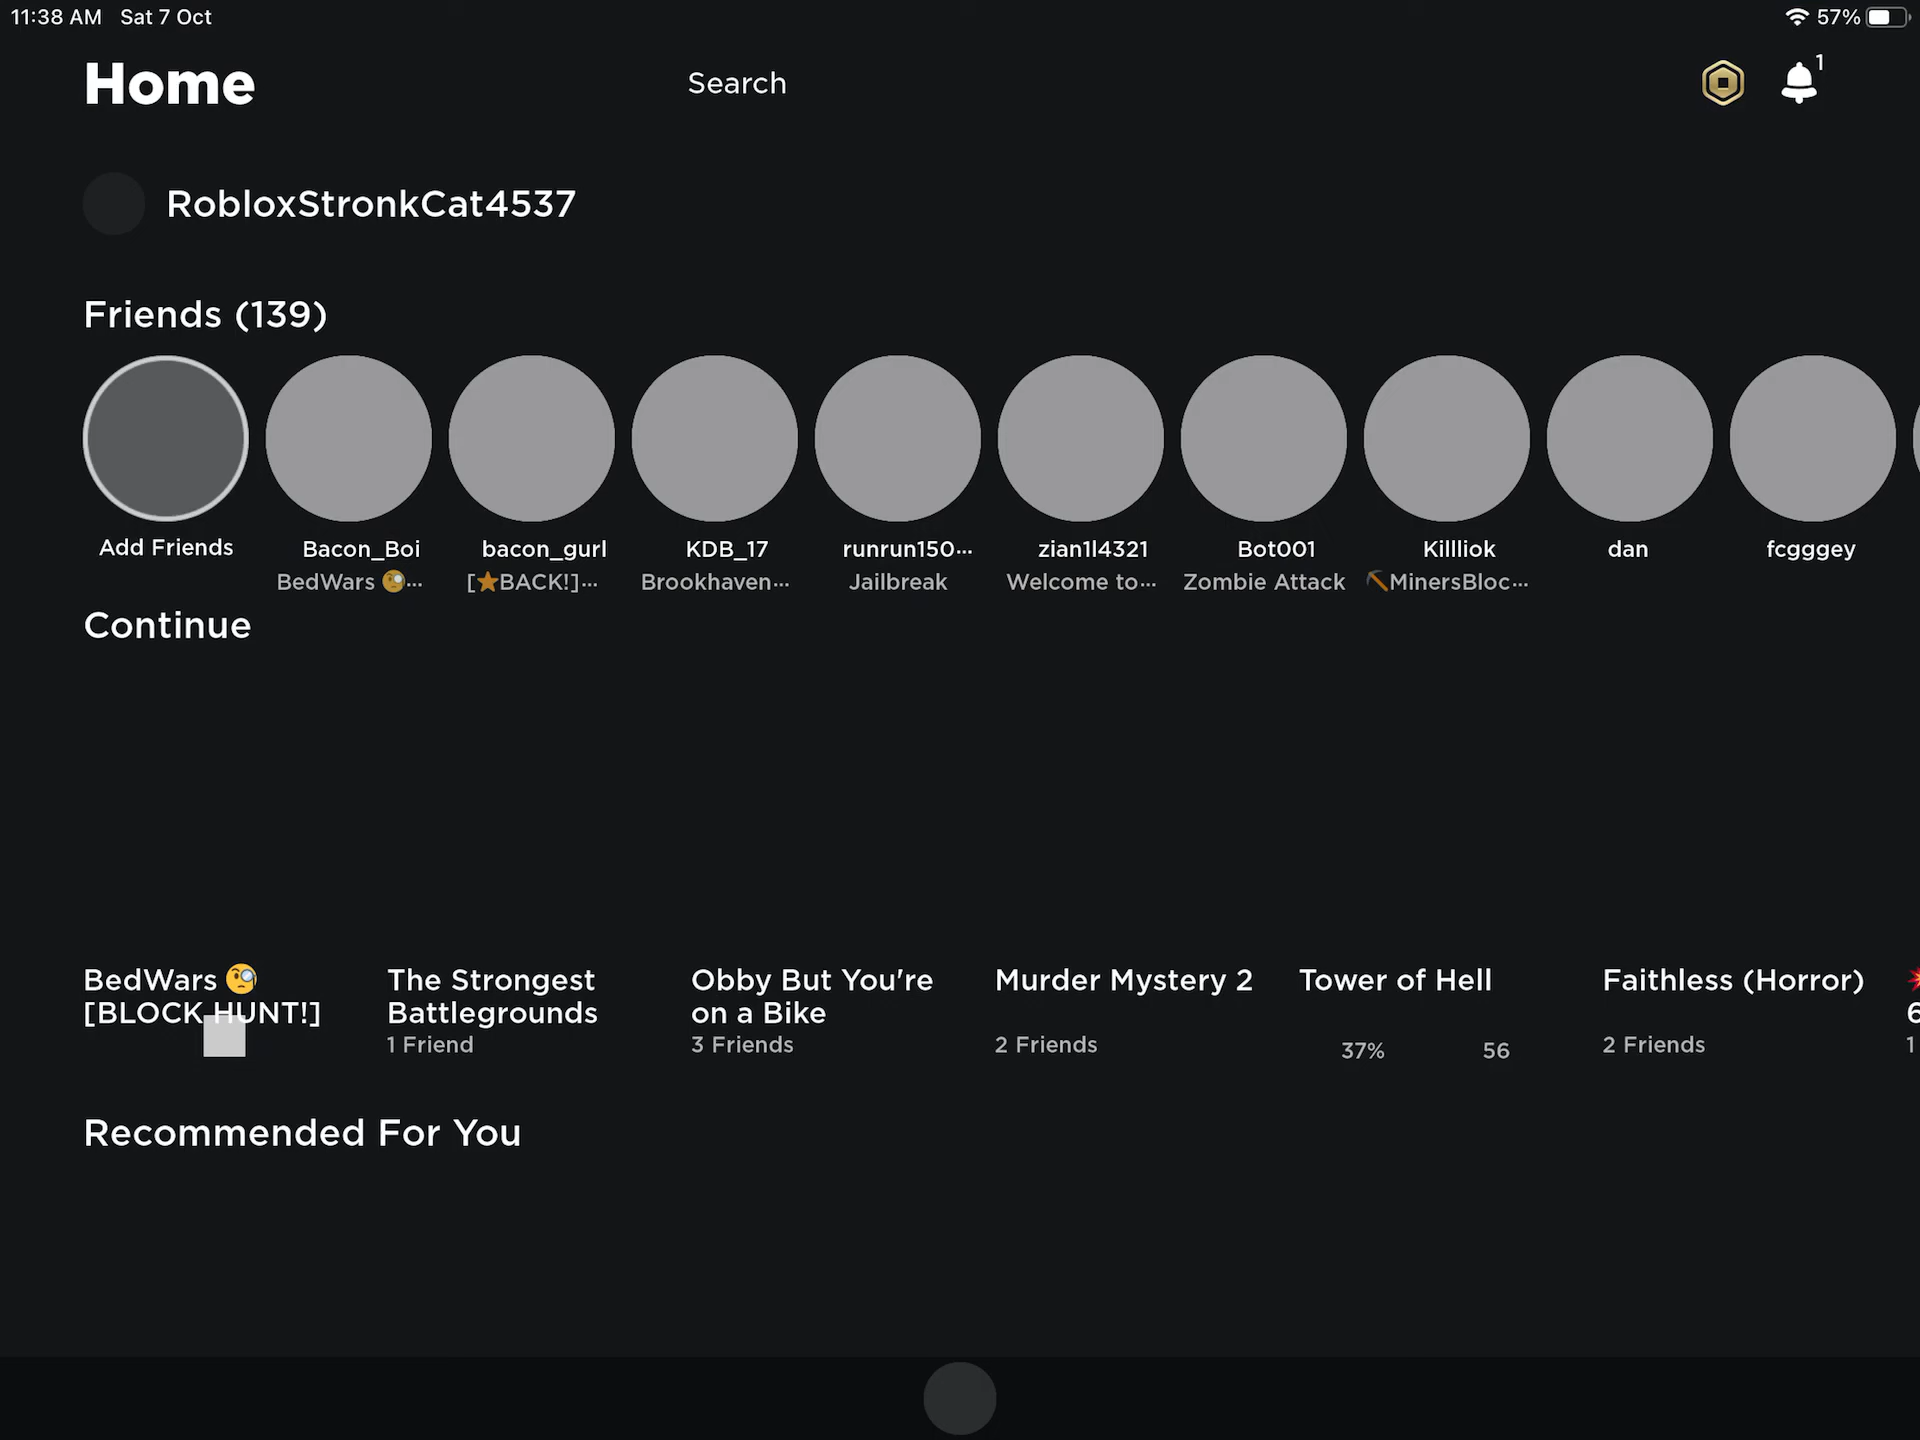 11:38 AM Sat 7 Oct
57%
Home
Search
1
RobloxStronkCat4537
Friends (139)
Add Friends
Bacon_Boi
bacon_gurl
KDB_17
runrun150...
zian1l4321
Bot001
Killliok
dan
fcgggey
BedWars 🧐...
[⭐BACK!]...
Brookhaven...
Jailbreak
Welcome to...
Zombie Attack
⛏️MinersBloc...
Continue
BedWars 🧐
[BLOCK HUNT!]
The Strongest
Battlegrounds
1 Friend
Obby But You're
on a Bike
3 Friends
Murder Mystery 2
2 Friends
Tower of Hell
37% 56
Faithless (Horror)
2 Friends
💥
6
1
Recommended For You